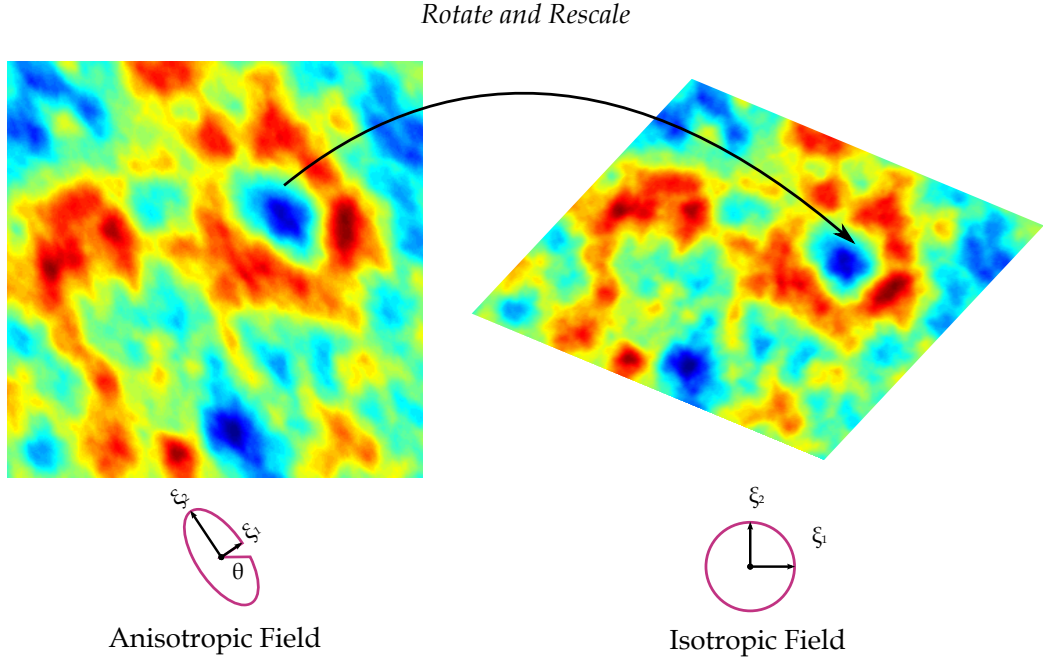 Rotate and Rescale
ξ₂
ξ₁
θ
Anisotropic Field
ξ₂
ξ₁
Isotropic Field